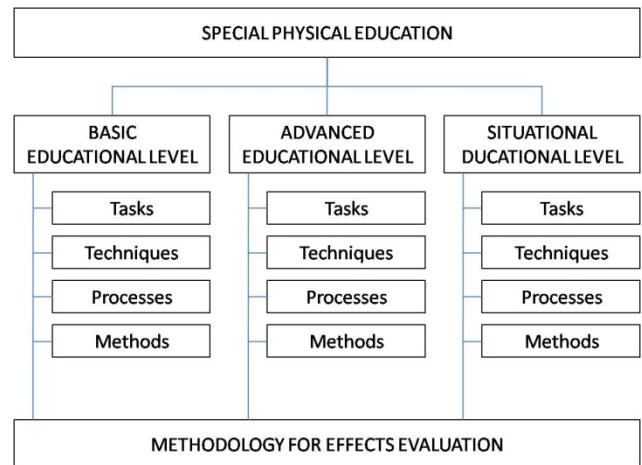 SPECIAL PHYSICAL EDUCATION
BASIC
EDUCATIONAL LEVEL
Tasks
Techniques
Processes
Methods
ADVANCED
EDUCATIONAL LEVEL
Tasks
Techniques
Processes
Methods
SITUATIONAL
DUCATIONAL LEVEL
Tasks
Techniques
Processes
Methods
METHODOLOGY FOR EFFECTS EVALUATION